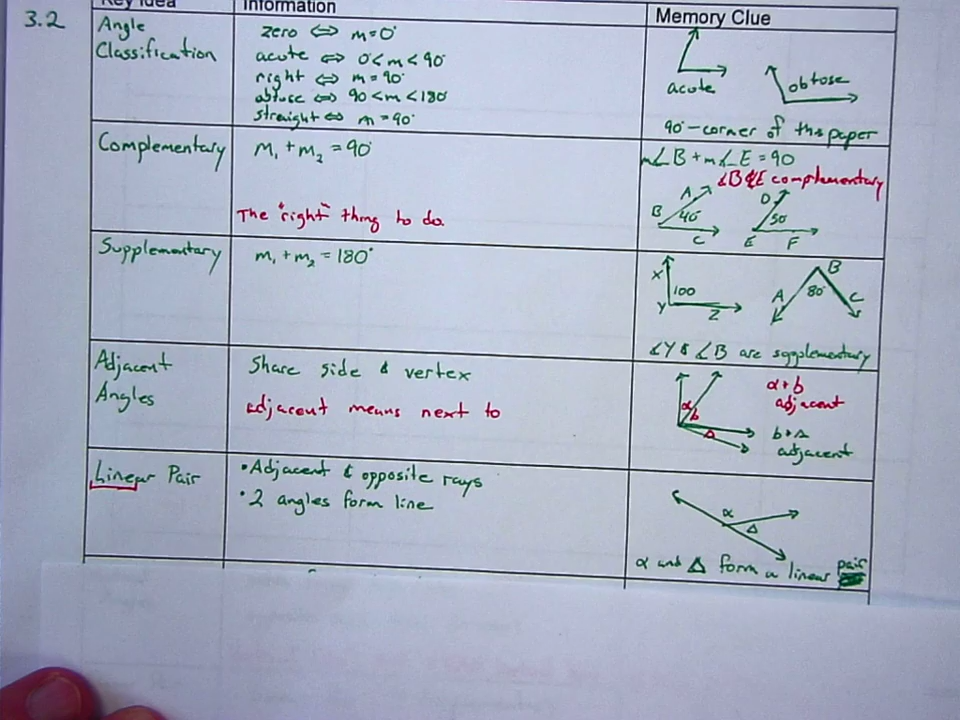 3.2
Key Idea
Information
Memory Clue
Angle
Classification
zero ⇔ m=0°
acute ⇔ 0<m<90°
right ⇔ m=90°
obtuse ⇔ 90<m<180°
straight ⇔ m=90°
acute
obtose
90°-corner of the paper
Complementary
m₁ + m₂ = 90°
The "right" thing to do.
m∠B + m∠E = 90
∠B & E complementary
A
B 40°
C
D
50°
E F
Supplementary
m₁ + m₂ = 180°
X
100
Y Z
B
A 80° C
∠Y & ∠B are supplementary
Adjacent
Angles
Share side & vertex
adjacent means next to
α
b
Δ
α + b
adjacent
b + Δ
adjacent
Linear Pair
• Adjacent & opposite rays
• 2 angles form line
α
Δ
α and Δ form a linear pair